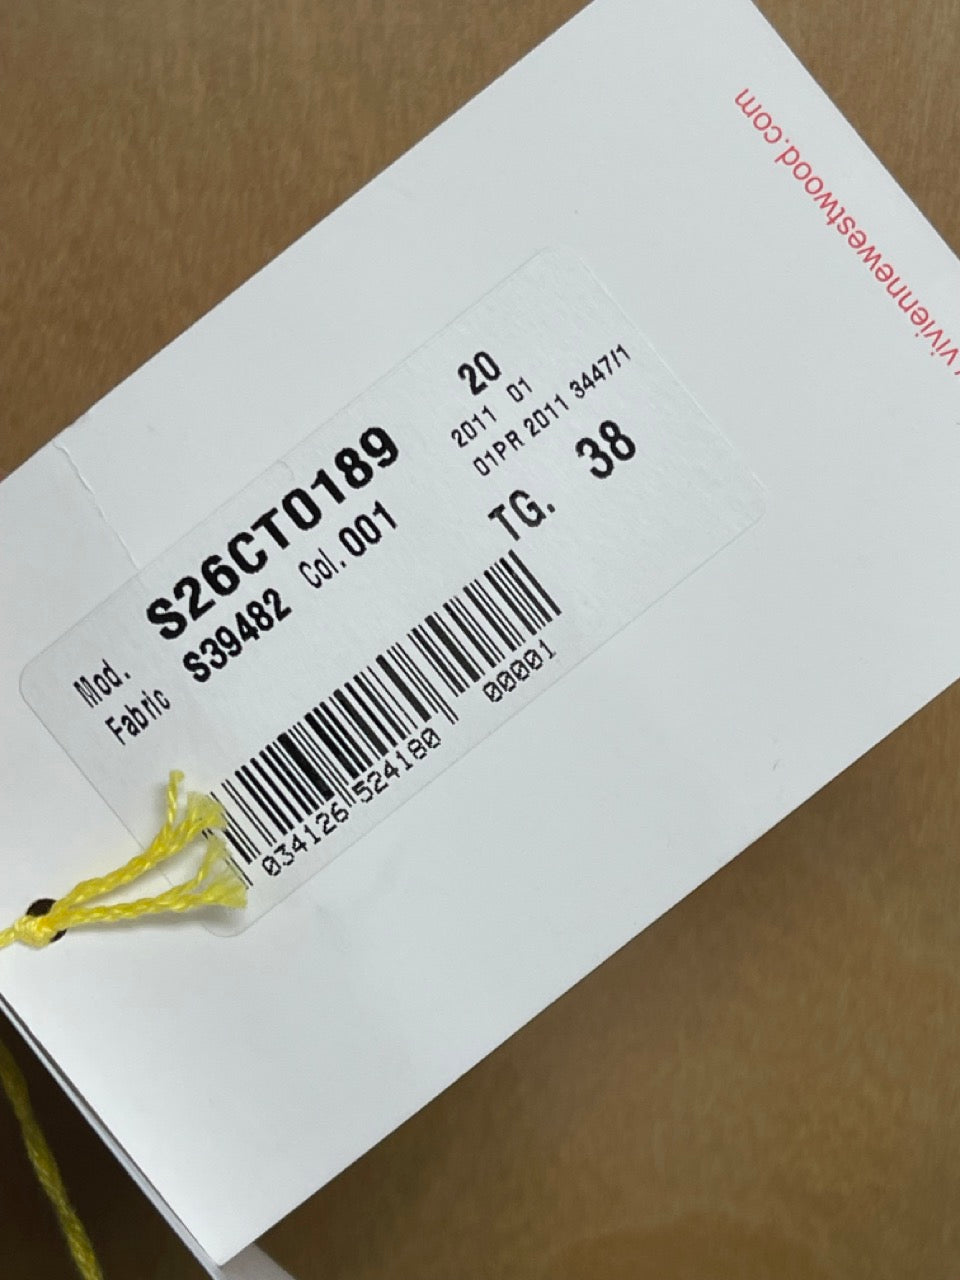 .viviennewestwood.com
20
2011 01
01PR 2011 3447/1
Mod. S26CT0189
Fabric S39482 Col. 001
TG. 38
034126 524180 00001